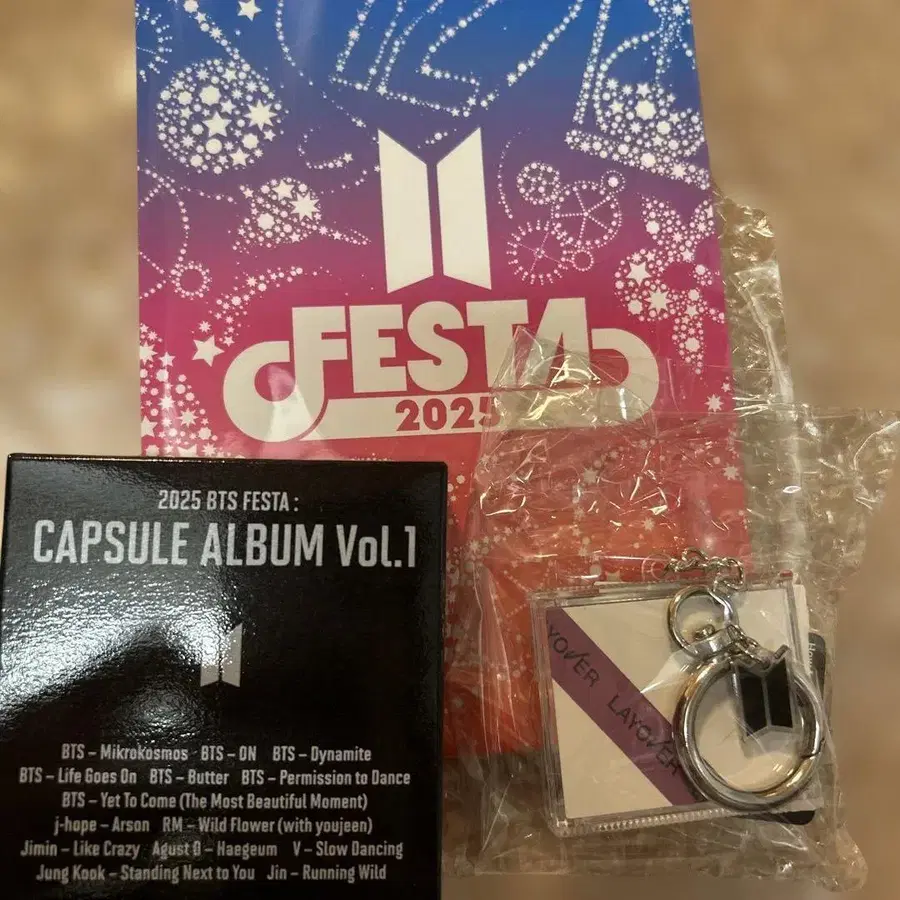 FESTA
2025
2025 BTS FESTA :
CAPSULE ALBUM Vol.1
BTS – Mikrokosmos BTS – ON BTS – Dynamite
BTS – Life Goes On BTS – Butter BTS – Permission to Dance
BTS – Yet To Come (The Most Beautiful Moment)
j-hope – Arson RM – Wild Flower (with youjeen)
Jimin – Like Crazy Agust D – Haegeum V – Slow Dancing
Jung Kook – Standing Next to You Jin – Running Wild
YOVER LAYOVER